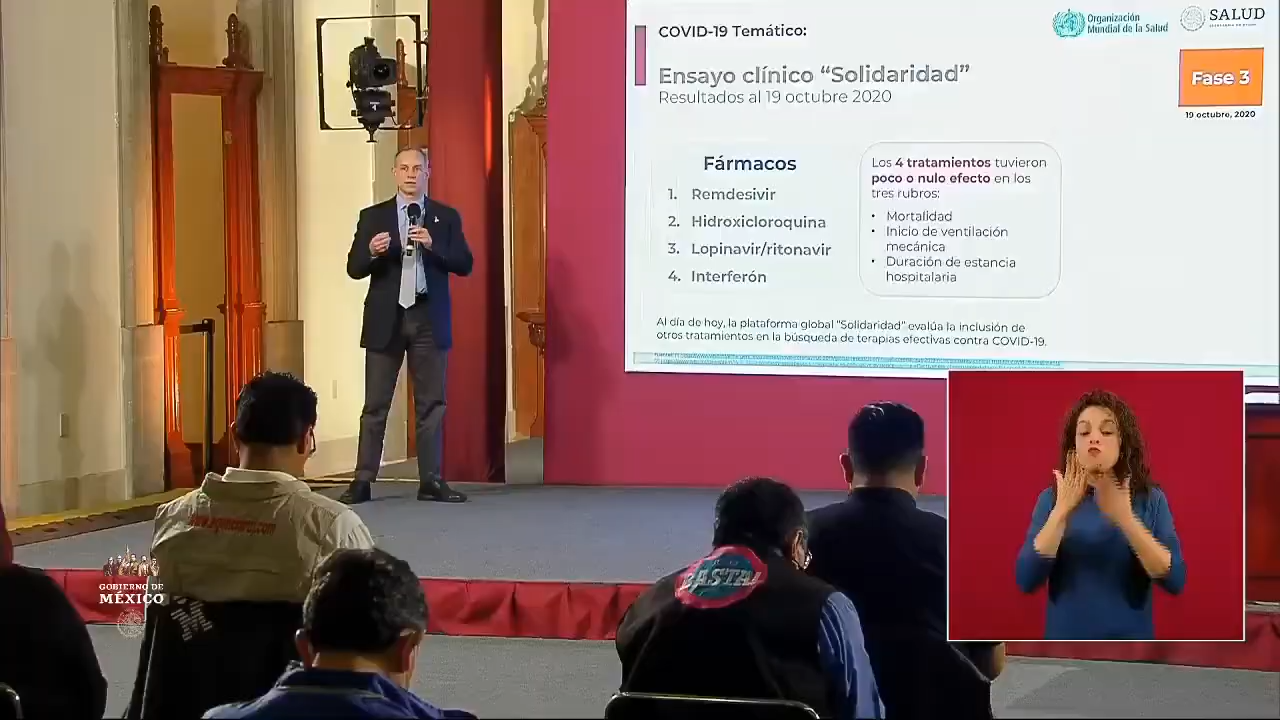 COVID-19 Temático:
Organización
Mundial de la Salud
SALUD
Ensayo clínico “Solidaridad”
Resultados al 19 octubre 2020
Fase 3
19 octubre, 2020
Fármacos
1. Remdesivir
2. Hidroxicloroquina
3. Lopinavir/ritonavir
4. Interferón
Los 4 tratamientos tuvieron
poco o nulo efecto en los
tres rubros:
• Mortalidad
• Inicio de ventilación
mecánica
• Duración de estancia
hospitalaria
Al día de hoy, la plataforma global “Solidaridad” evalúa la inclusión de
otros tratamientos en la búsqueda de terapias efectivas contra COVID-19.
BASTA!
GOBIERNO DE
MÉXICO